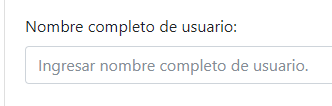 Nombre completo de usuario:
Ingresar nombre completo de usuario.